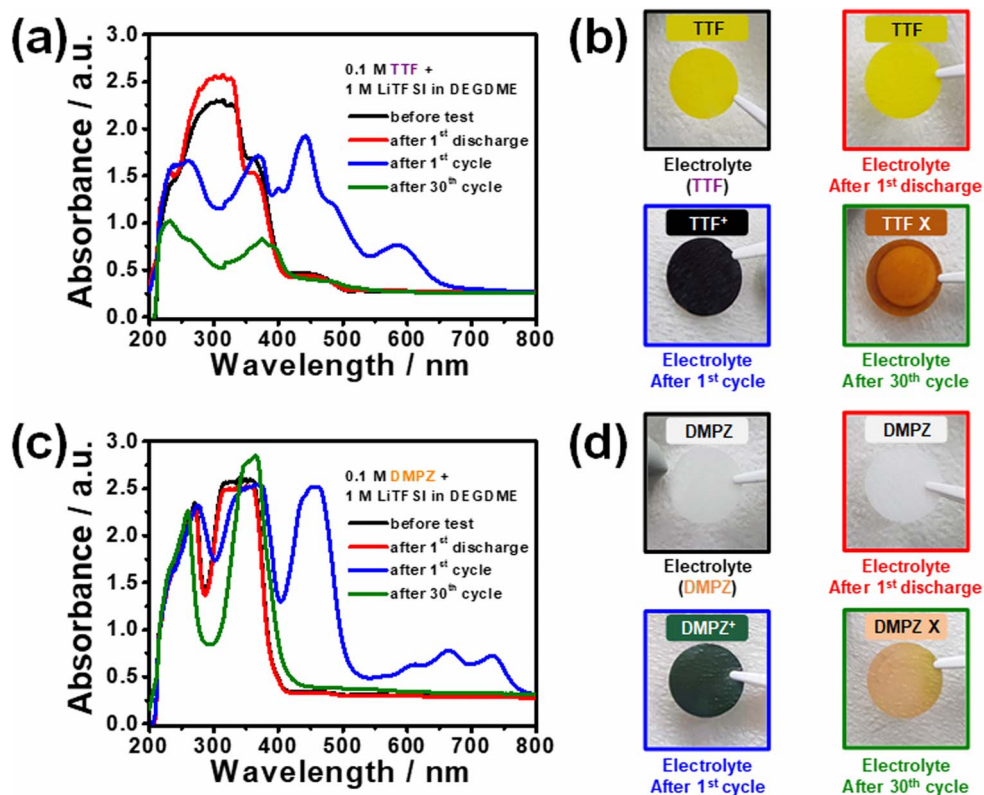 (a)
Absorbance / a.u.
3.0
2.5
2.0
1.5
1.0
0.5
0.0
0.1 M TTF +
1 M LiTFSI in DEGDME
before test
after 1st discharge
after 1st cycle
after 30th cycle
200 300 400 500 600 700 800
Wavelength / nm
(b)
TTF
Electrolyte
(TTF)
TTF
Electrolyte
After 1st discharge
TTF+
Electrolyte
After 1st cycle
TTF X
Electrolyte
After 30th cycle
(c)
Absorbance / a.u.
3.0
2.5
2.0
1.5
1.0
0.5
0.0
0.1 M DMPZ +
1 M LiTFSI in DEGDME
before test
after 1st discharge
after 1st cycle
after 30th cycle
200 300 400 500 600 700 800
Wavelength / nm
(d)
DMPZ
Electrolyte
(DMPZ)
DMPZ
Electrolyte
After 1st discharge
DMPZ+
Electrolyte
After 1st cycle
DMPZ X
Electrolyte
After 30th cycle